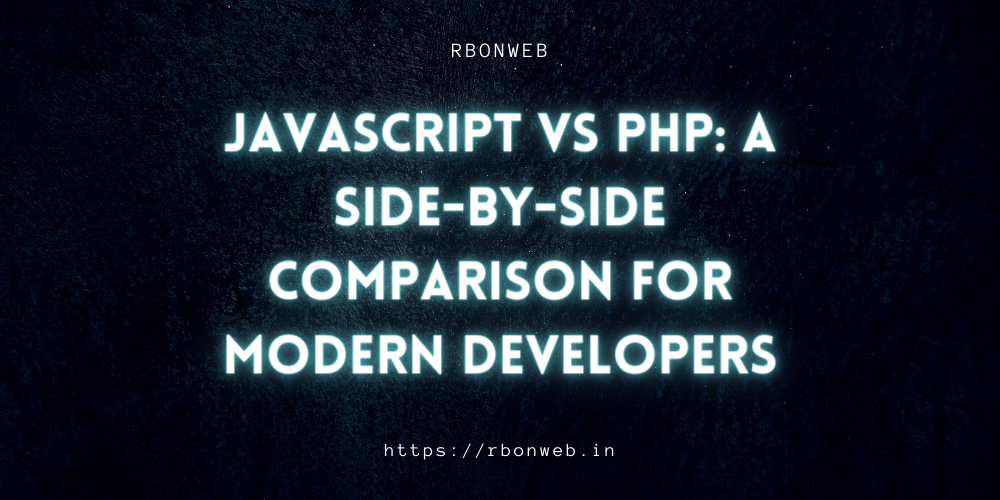 RBONWEB
JAVASCRIPT VS PHP: A
SIDE-BY-SIDE
COMPARISON FOR
MODERN DEVELOPERS
https://rbonweb.in